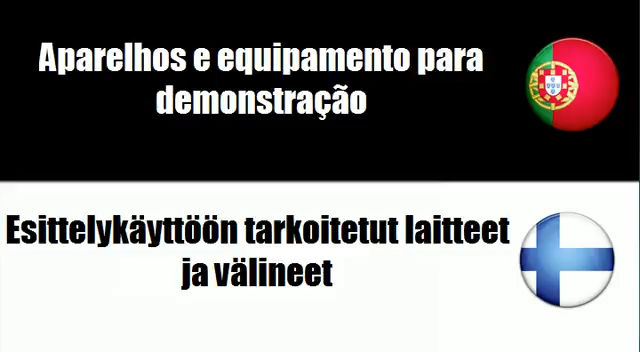 Aparelhos e equipamento para
demonstração
Esittelykäyttöön tarkoitetut laitteet
ja välineet